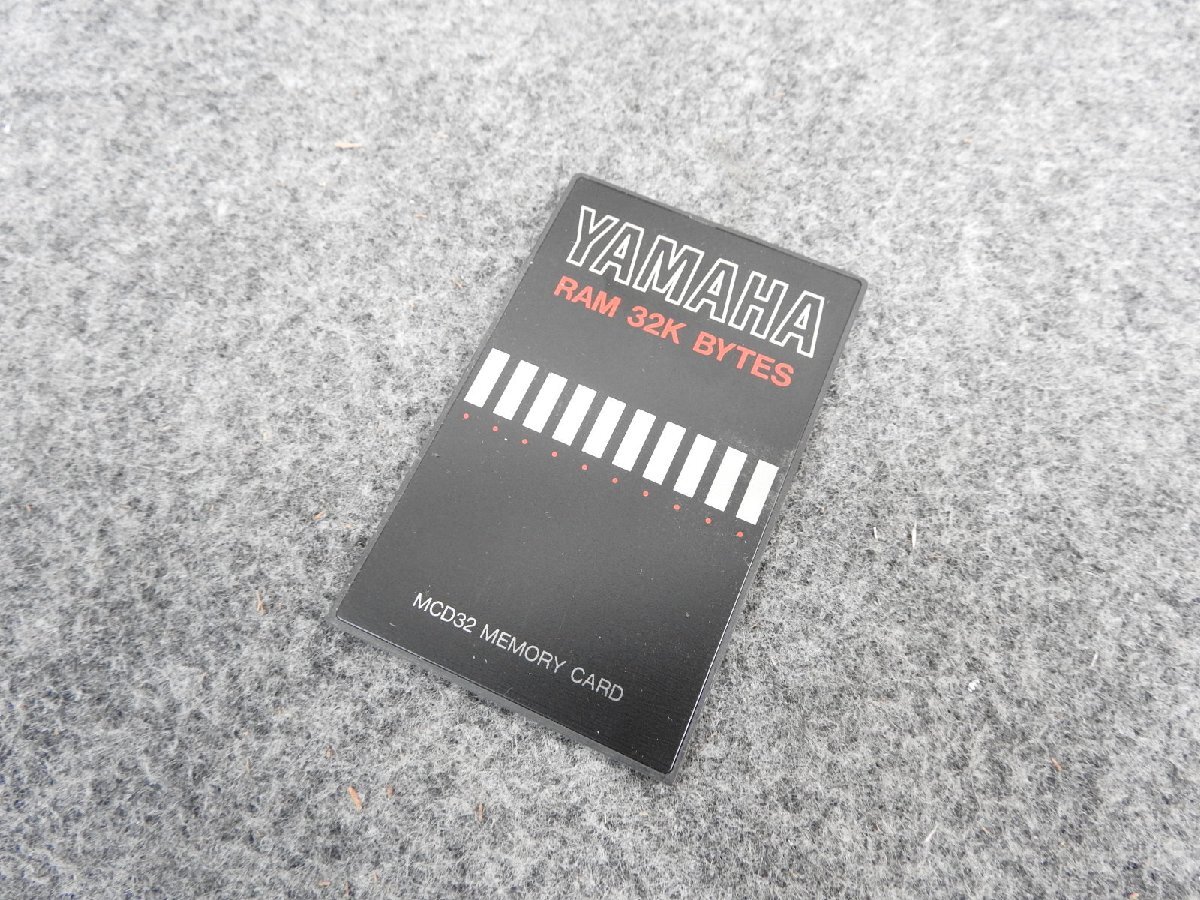 YAMAHA
RAM 32K BYTES
MCD32 MEMORY CARD